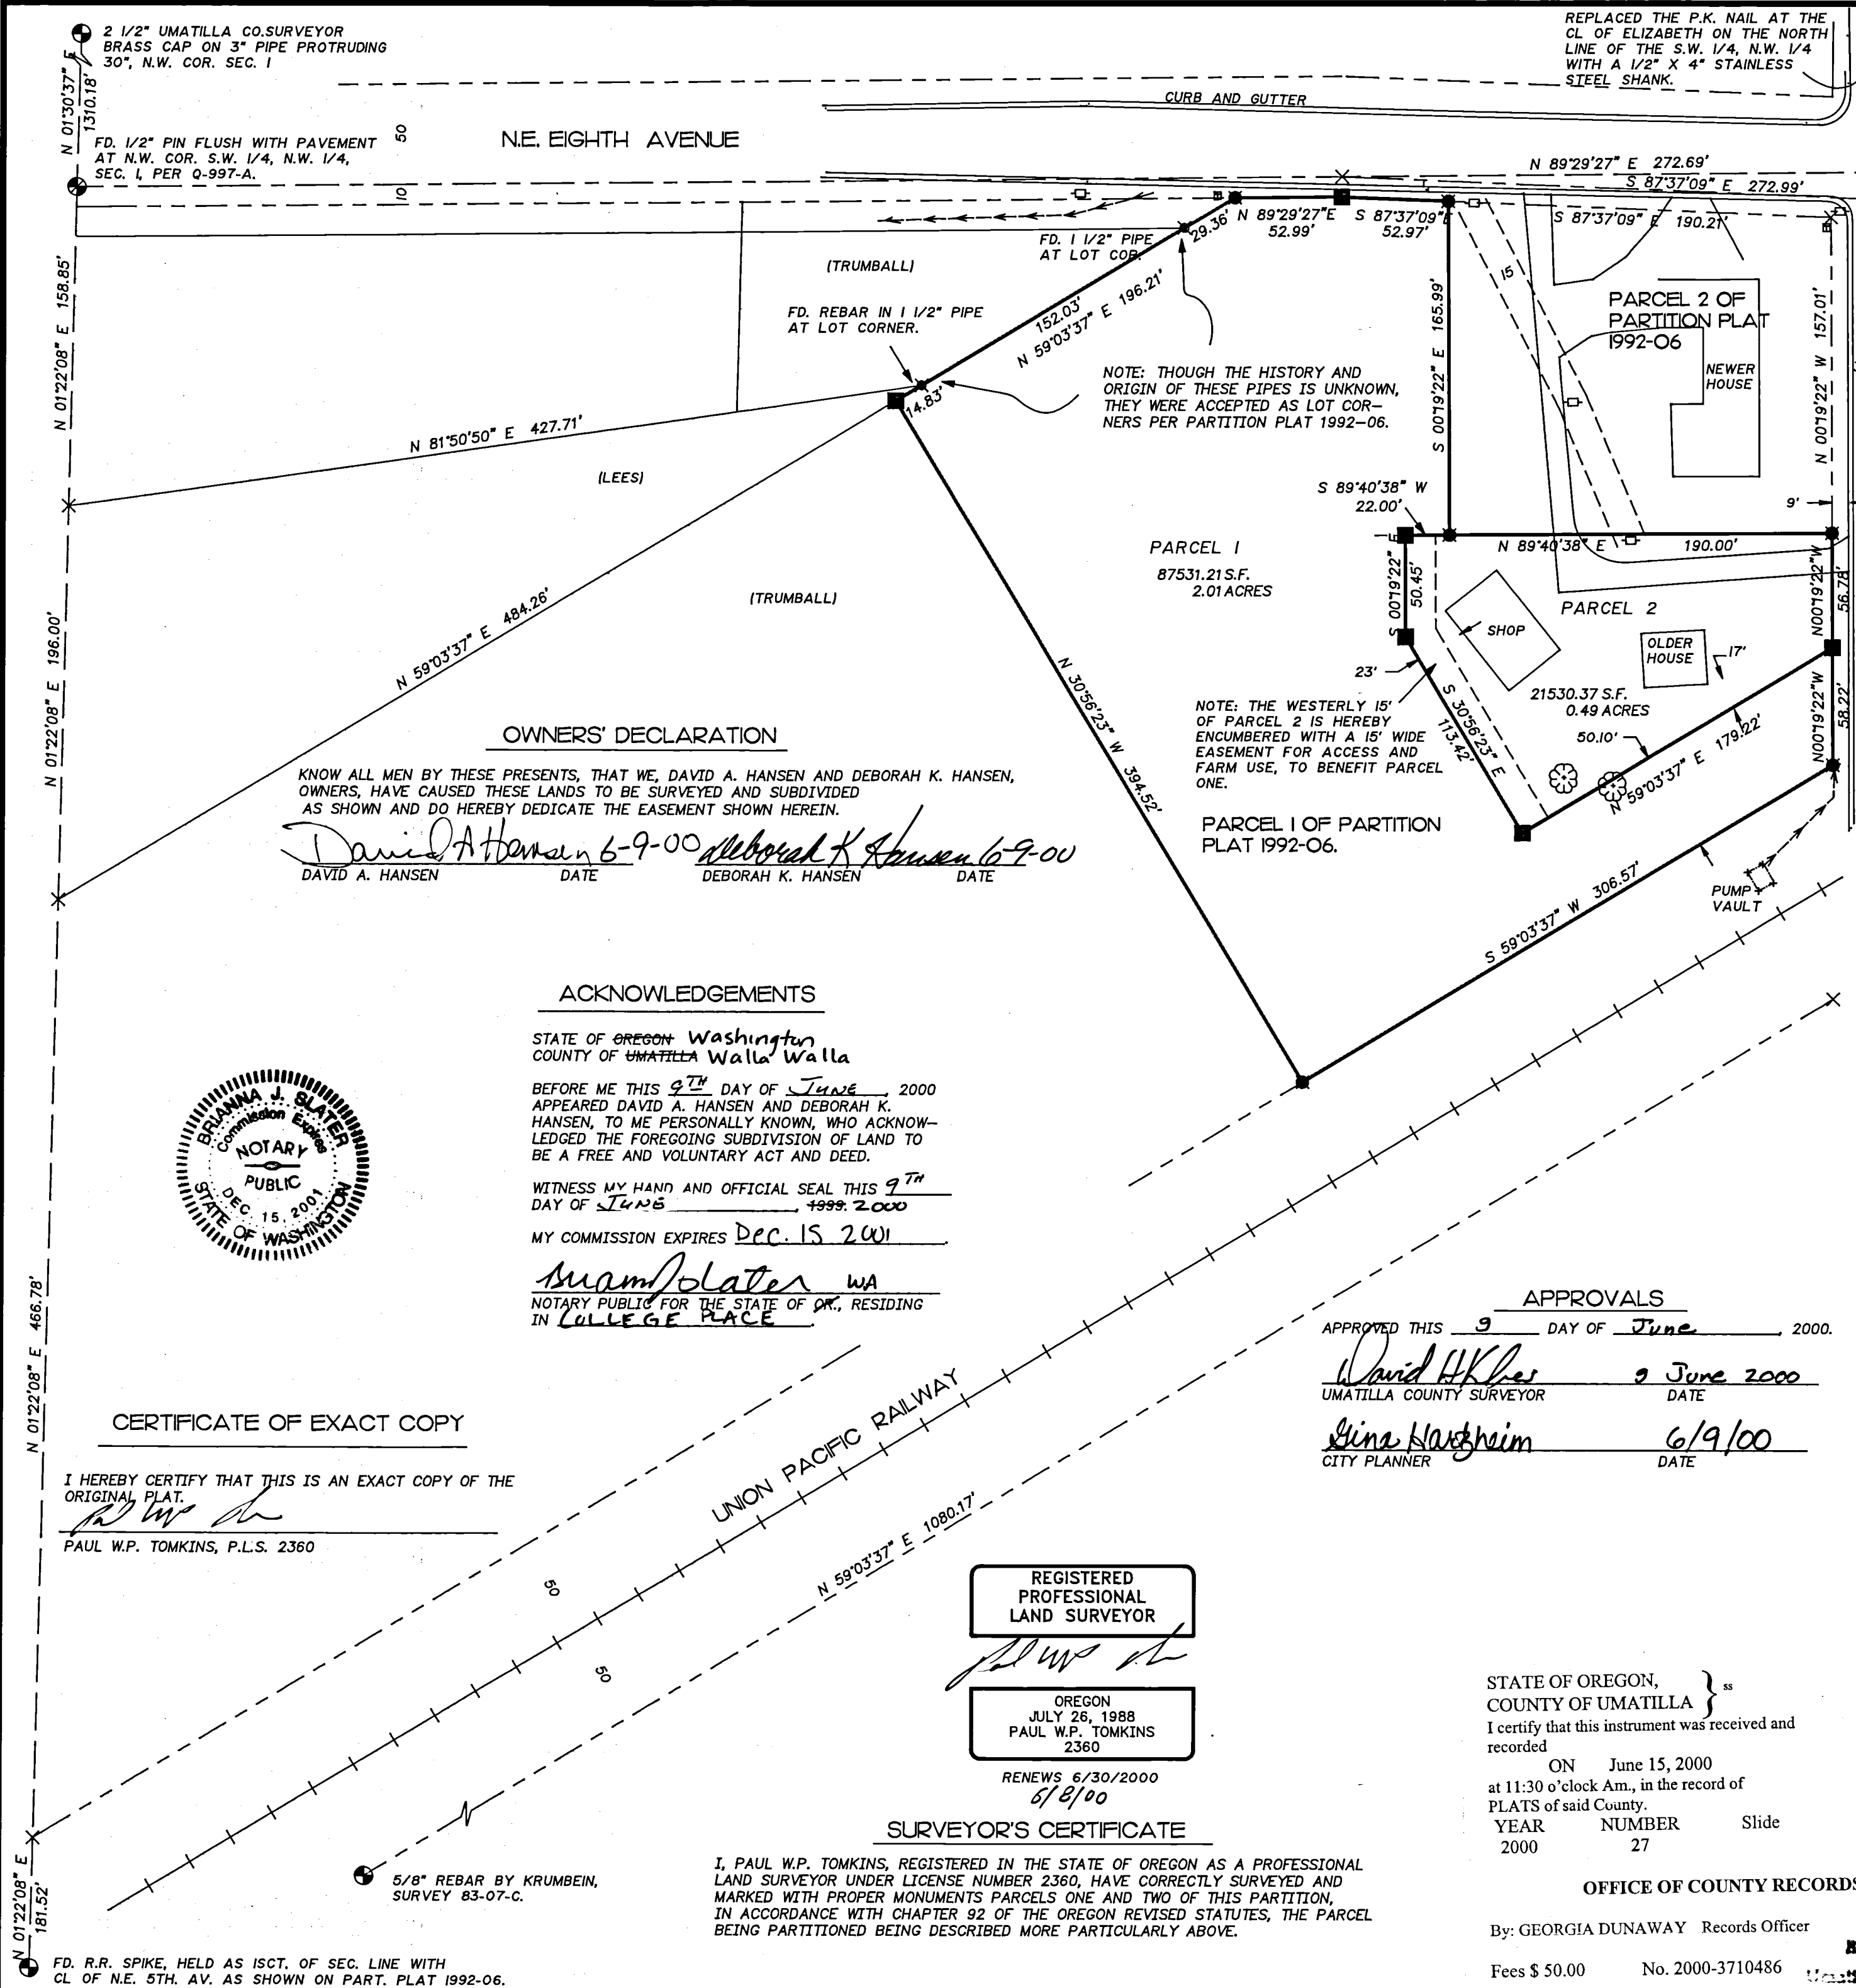 2 1/2" UMATILLA CO.SURVEYOR
BRASS CAP ON 3" PIPE PROTRUDING
30", N.W. COR. SEC. 1
N 01°30'37" E
1310.18'
FD. 1/2" PIN FLUSH WITH PAVEMENT
AT N.W. COR. S.W. 1/4, N.W. 1/4,
SEC. 1, PER Q-997-A.
50
10
N.E. EIGHTH AVENUE
CURB AND GUTTER
REPLACED THE P.K. NAIL AT THE
CL OF ELIZABETH ON THE NORTH
LINE OF THE S.W. 1/4, N.W. 1/4
WITH A 1/2" X 4" STAINLESS
STEEL SHANK.
N 89°29'27" E 272.69'
S 87°37'09" E 272.99'
S 87°37'09" E 190.21'
N 89°29'27"E
52.99'
S 87°37'09"E
52.97'
29.36'
FD. 1 1/2" PIPE
AT LOT COR.
(TRUMBALL)
FD. REBAR IN 1 1/2" PIPE
AT LOT CORNER.
152.03'
N 59°03'37" E 196.21'
14.83'
NOTE: THOUGH THE HISTORY AND
ORIGIN OF THESE PIPES IS UNKNOWN,
THEY WERE ACCEPTED AS LOT COR-
NERS PER PARTITION PLAT 1992-06.
S 00°19'22" E 165.99'
15
PARCEL 2 OF
PARTITION PLAT
1992-06
NEWER
HOUSE
N 00°19'22" W 157.01'
9'
N 01°22'08" E 158.85'
N 81°50'50" E 427.71'
(LEES)
(TRUMBALL)
N 59°03'37" E 484.26'
N 01°22'08" E 196.00'
S 89°40'38" W
22.00'
N 89°40'38" E 190.00'
PARCEL 1
87531.21 S.F.
2.01 ACRES
S 00°19'22" E
50.45'
SHOP
PARCEL 2
OLDER
HOUSE
17'
N00°19'22"W
56.78'
N00°19'22"W
58.22'
21530.37 S.F.
0.49 ACRES
23'
S 30°56'23" E
113.42'
50.10'
N 59°03'37" E 179.22'
N 30°56'23" W 394.52'
NOTE: THE WESTERLY 15'
OF PARCEL 2 IS HEREBY
ENCUMBERED WITH A 15' WIDE
EASEMENT FOR ACCESS AND
FARM USE, TO BENEFIT PARCEL
ONE.
PARCEL 1 OF PARTITION
PLAT 1992-06.
S 59°03'37" W 306.57'
PUMP
VAULT
OWNERS' DECLARATION
KNOW ALL MEN BY THESE PRESENTS, THAT WE, DAVID A. HANSEN AND DEBORAH K. HANSEN,
OWNERS, HAVE CAUSED THESE LANDS TO BE SURVEYED AND SUBDIVIDED
AS SHOWN AND DO HEREBY DEDICATE THE EASEMENT SHOWN HEREIN.
David A Hansen 6-9-00 Deborah K Hansen 6-9-00
DAVID A. HANSEN DATE DEBORAH K. HANSEN DATE
ACKNOWLEDGEMENTS
STATE OF OREGON Washington
COUNTY OF UMATILLA Walla Walla
BEFORE ME THIS 9TH DAY OF JUNE, 2000
APPEARED DAVID A. HANSEN AND DEBORAH K.
HANSEN, TO ME PERSONALLY KNOWN, WHO ACKNOW-
LEDGED THE FOREGOING SUBDIVISION OF LAND TO
BE A FREE AND VOLUNTARY ACT AND DEED.
WITNESS MY HAND AND OFFICIAL SEAL THIS 9TH
DAY OF JUNE, 1999. 2000
MY COMMISSION EXPIRES Dec. 15 2001.
WA
NOTARY PUBLIC FOR THE STATE OF OR., RESIDING
IN COLLEGE PLACE.
BRIANNA J. SLATER
Commission Expires
NOTARY
PUBLIC
DEC. 15, 2001
STATE OF WASHINGTON
N 01°22'08" E 466.78'
CERTIFICATE OF EXACT COPY
I HEREBY CERTIFY THAT THIS IS AN EXACT COPY OF THE
ORIGINAL PLAT.
PAUL W.P. TOMKINS, P.L.S. 2360
UNION PACIFIC RAILWAY
50
50
N 59°03'37" E 1080.17'
APPROVALS
APPROVED THIS 9 DAY OF June, 2000.
9 June 2000
UMATILLA COUNTY SURVEYOR DATE
Gina Hartzheim 6/9/00
CITY PLANNER DATE
REGISTERED
PROFESSIONAL
LAND SURVEYOR
OREGON
JULY 26, 1988
PAUL W.P. TOMKINS
2360
RENEWS 6/30/2000
6/8/00
SURVEYOR'S CERTIFICATE
I, PAUL W.P. TOMKINS, REGISTERED IN THE STATE OF OREGON AS A PROFESSIONAL
LAND SURVEYOR UNDER LICENSE NUMBER 2360, HAVE CORRECTLY SURVEYED AND
MARKED WITH PROPER MONUMENTS PARCELS ONE AND TWO OF THIS PARTITION,
IN ACCORDANCE WITH CHAPTER 92 OF THE OREGON REVISED STATUTES, THE PARCEL
BEING PARTITIONED BEING DESCRIBED MORE PARTICULARLY ABOVE.
5/8" REBAR BY KRUMBEIN,
SURVEY 83-07-C.
N 01°22'08" E
181.52'
FD. R.R. SPIKE, HELD AS ISCT. OF SEC. LINE WITH
CL OF N.E. 5TH. AV. AS SHOWN ON PART. PLAT 1992-06.
STATE OF OREGON,
COUNTY OF UMATILLA } ss
I certify that this instrument was received and
recorded
ON June 15, 2000
at 11:30 o'clock Am., in the record of
PLATS of said County.
YEAR NUMBER Slide
2000 27
OFFICE OF COUNTY RECORDS
By: GEORGIA DUNAWAY Records Officer
Fees $ 50.00 No. 2000-3710486